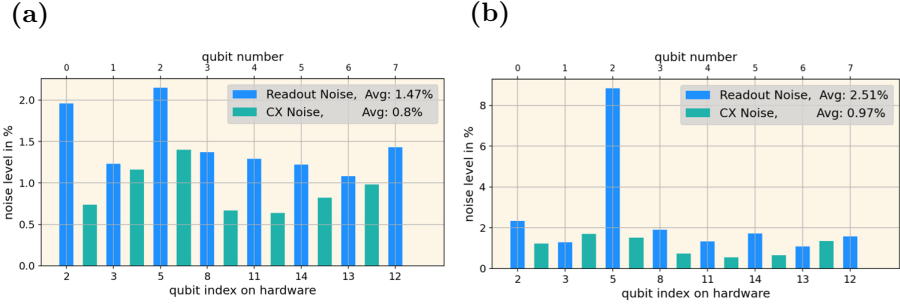 (a)
qubit number
0 1 2 3 4 5 6 7
Readout Noise, Avg: 1.47%
CX Noise, Avg: 0.8%
noise level in %
2.0
1.5
1.0
0.5
0.0
2 3 5 8 11 14 13 12
qubit index on hardware
(b)
qubit number
0 1 2 3 4 5 6 7
Readout Noise, Avg: 2.51%
CX Noise, Avg: 0.97%
noise level in %
8
6
4
2
0
2 3 5 8 11 14 13 12
qubit index on hardware